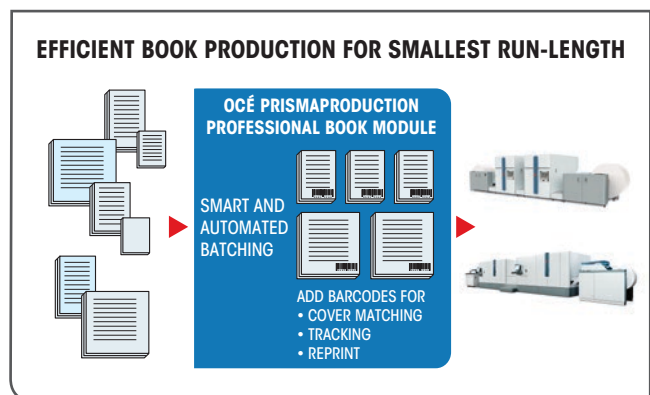 EFFICIENT BOOK PRODUCTION FOR SMALLEST RUN-LENGTH
OCÉ PRISMAPRODUCTION
PROFESSIONAL BOOK MODULE
SMART AND
AUTOMATED
BATCHING
ADD BARCODES FOR
• COVER MATCHING
• TRACKING
• REPRINT